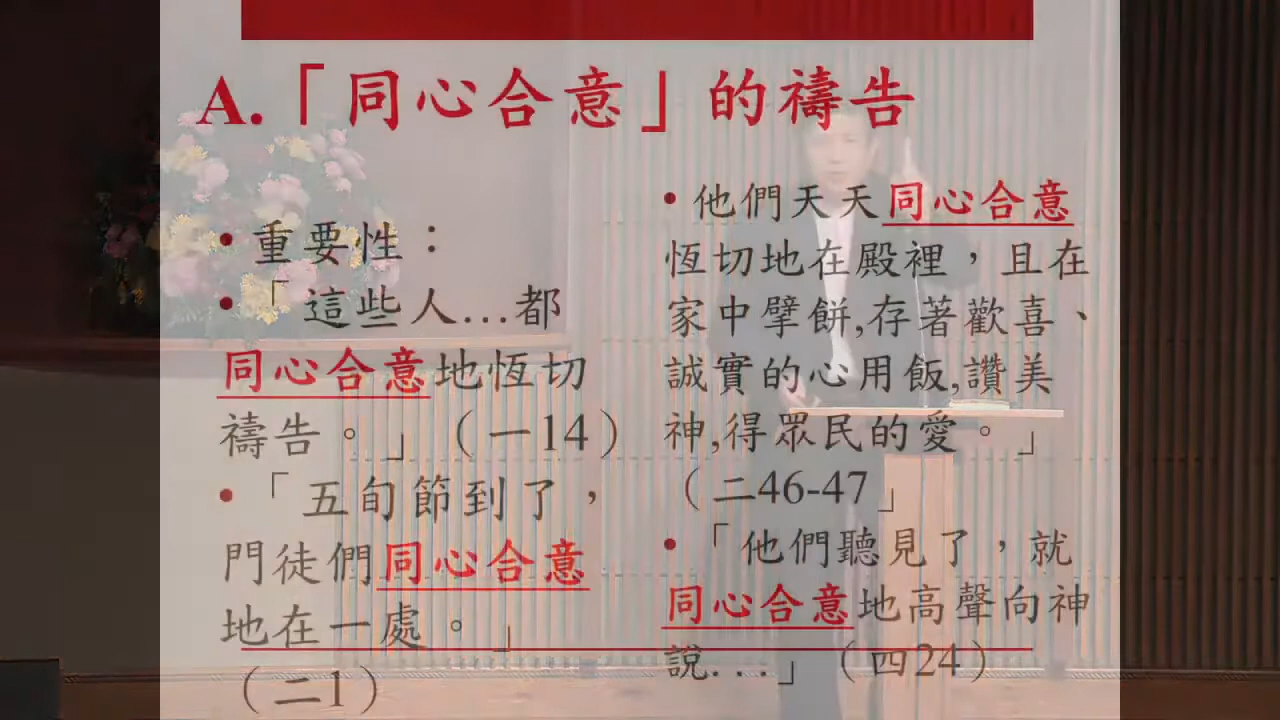 A.「同心合意」的禱告
• 重要性：
• 「這些人...都
同心合意地恆切
禱告。」（一14）
• 「五旬節到了，
門徒們同心合意
地在一處。」
（二1）
• 他們天天同心合意
恆切地在殿裡，且在
家中擘餅,存著歡喜、
誠實的心用飯,讚美
神,得眾民的愛。」
（二46-47」
• 「他們聽見了，就
同心合意地高聲向神
說...」（四24）